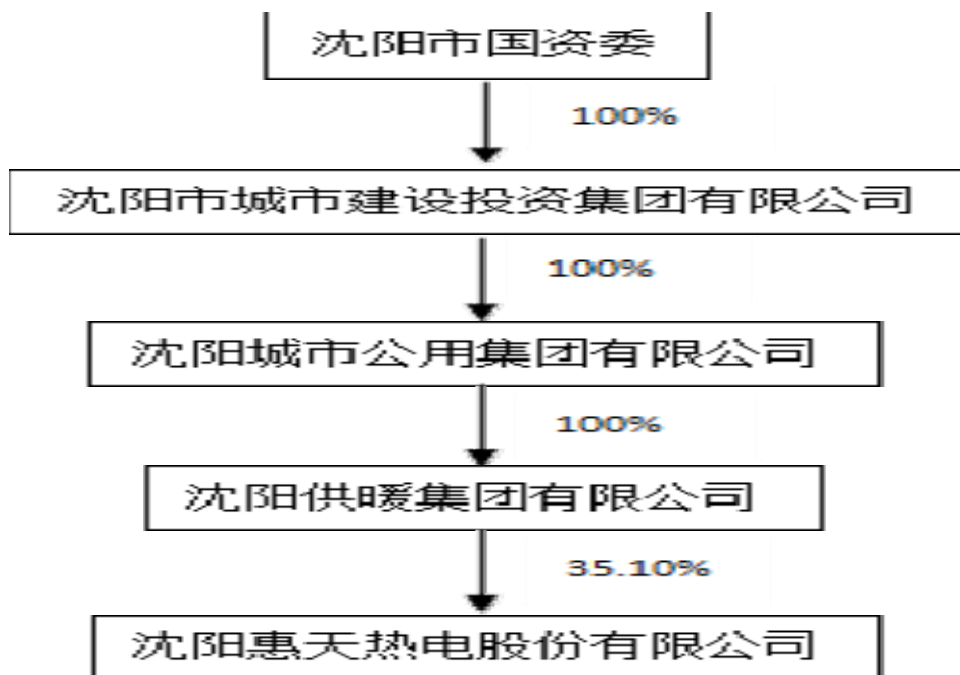 沈阳市国资委
100%
沈阳市城市建设投资集团有限公司
100%
沈阳城市公用集团有限公司
100%
沈阳供暖集团有限公司
35.10%
沈阳惠天热电股份有限公司